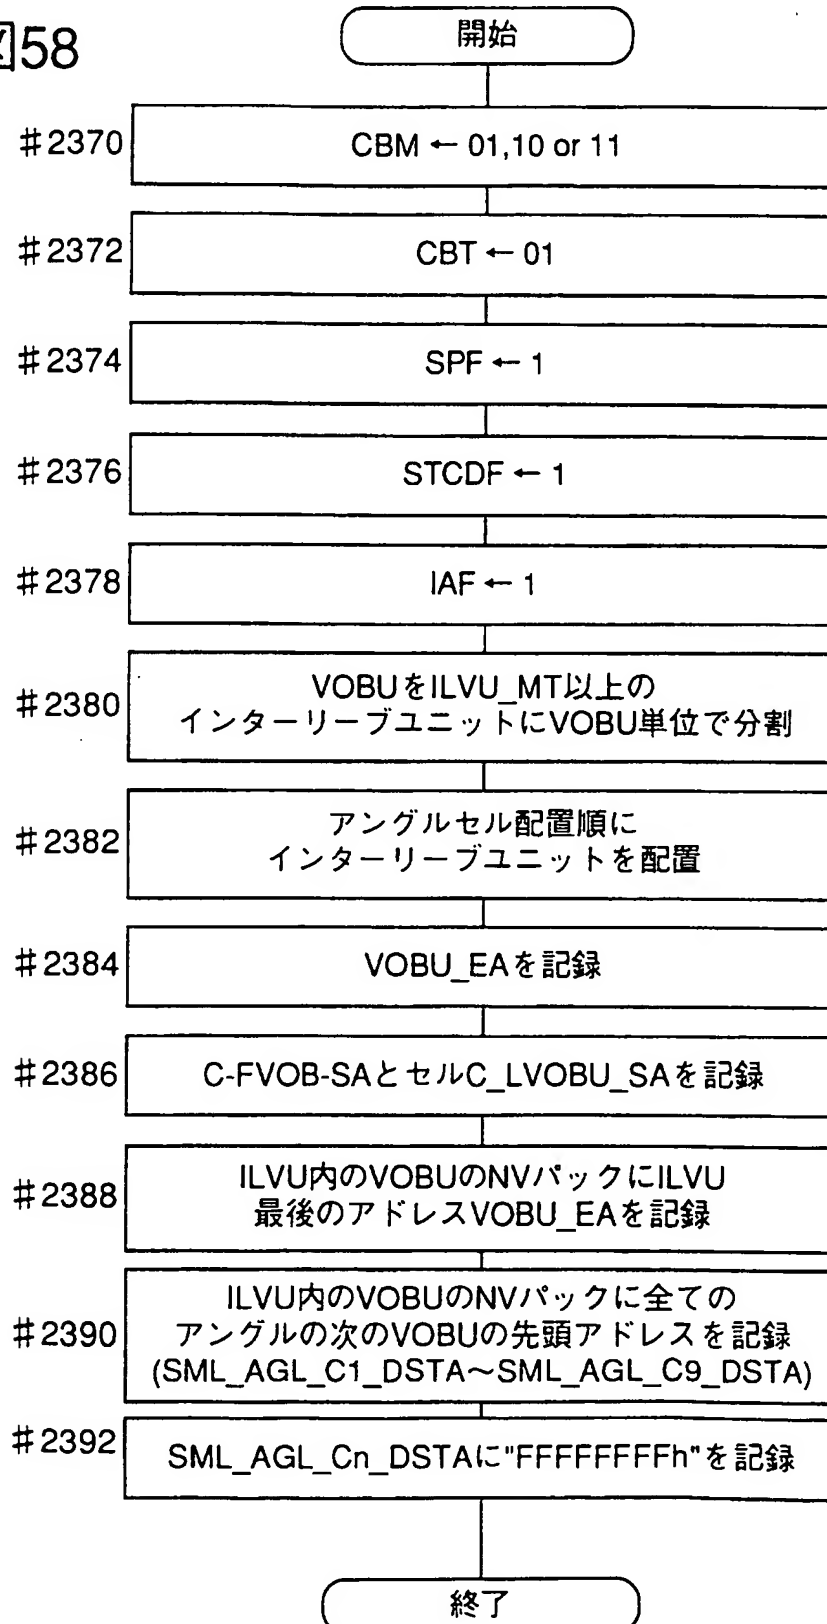 図58
開始
#2370
CBM ← 01,10 or 11
#2372
CBT ← 01
#2374
SPF ← 1
#2376
STCDF ← 1
#2378
IAF ← 1
#2380
VOBUをILVU_MT以上の
インターリーブユニットにVOBU単位で分割
#2382
アングルセル配置順に
インターリーブユニットを配置
#2384
VOBU_EAを記録
#2386
C-FVOB-SAとセルC_LVOBU_SAを記録
#2388
ILVU内のVOBUのNVパックにILVU
最後のアドレスVOBU_EAを記録
#2390
ILVU内のVOBUのNVパックに全ての
アングルの次のVOBUの先頭アドレスを記録
(SML_AGL_C1_DSTA～SML_AGL_C9_DSTA)
#2392
SML_AGL_Cn_DSTAに"FFFFFFFFh"を記録
終了